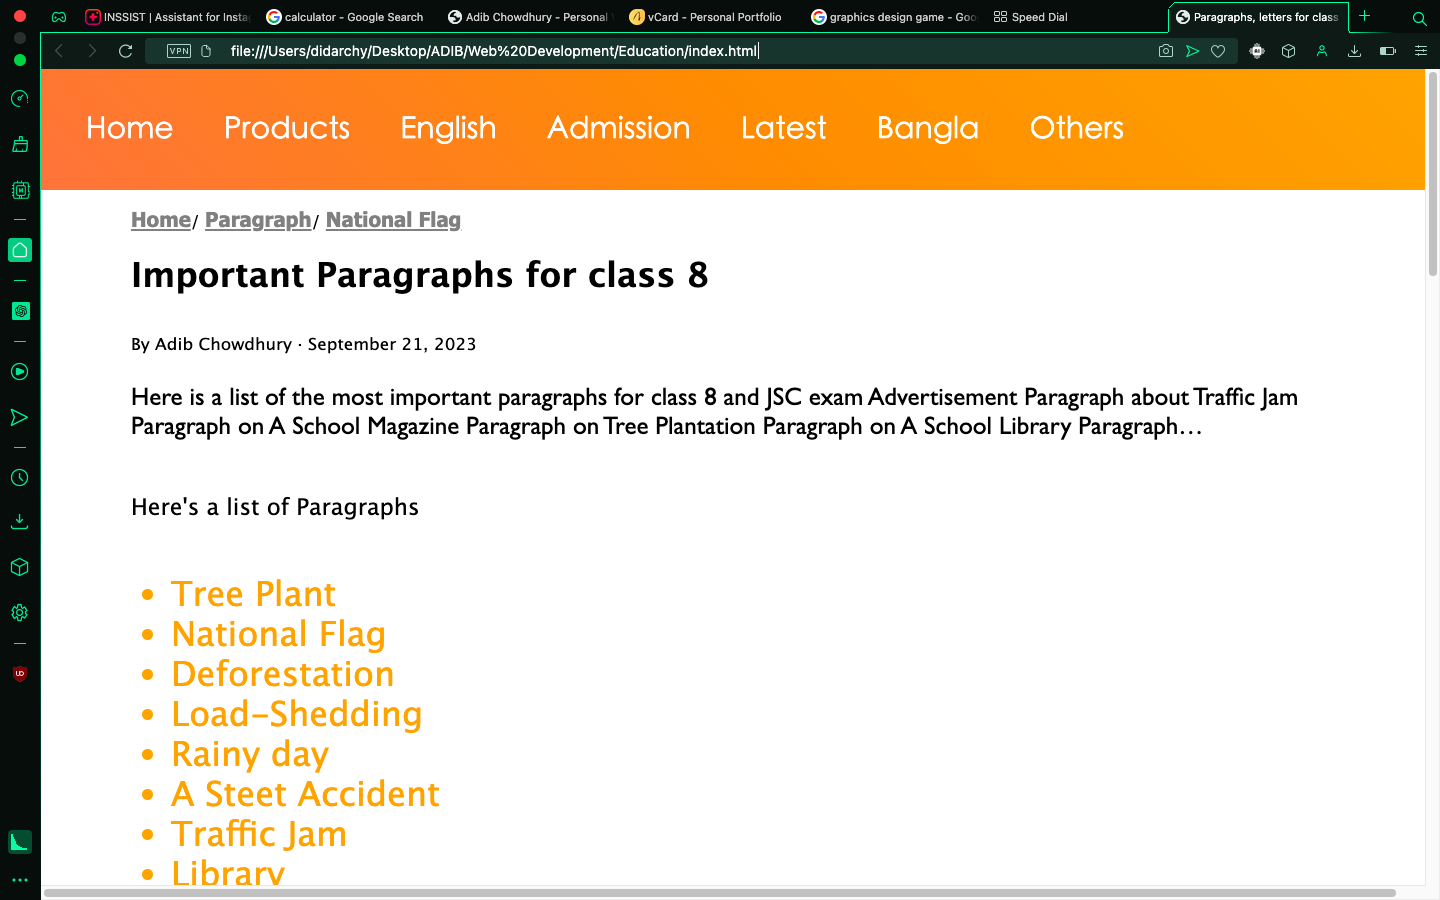 INSSIST | Assistant for Insta
calculator - Google Search
Adib Chowdhury - Personal
vCard - Personal Portfolio
graphics design game - Goo
Speed Dial
Paragraphs, letters for class
VPN
file:///Users/didarchy/Desktop/ADIB/Web%20Development/Education/index.html
Home Products English Admission Latest Bangla Others
Home/ Paragraph/ National Flag
Important Paragraphs for class 8
By Adib Chowdhury · September 21, 2023
Here is a list of the most important paragraphs for class 8 and JSC exam Advertisement Paragraph about Traffic Jam
Paragraph on A School Magazine Paragraph on Tree Plantation Paragraph on A School Library Paragraph…
Here's a list of Paragraphs
• Tree Plant
• National Flag
• Deforestation
• Load-Shedding
• Rainy day
• A Steet Accident
• Traffic Jam
• Library